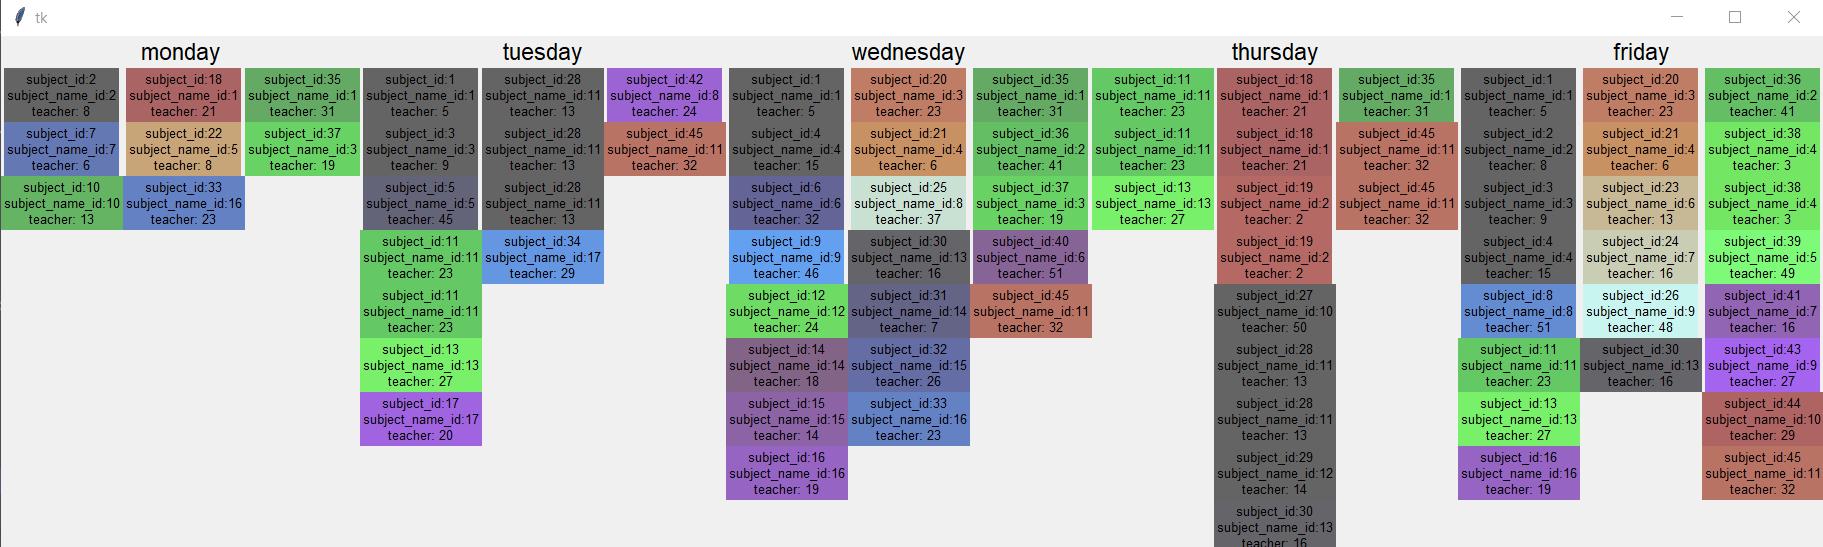 tk
monday
tuesday
wednesday
thursday
friday
subject_id:2
subject_name_id:2
teacher: 8
subject_id:7
subject_name_id:7
teacher: 6
subject_id:10
subject_name_id:10
teacher: 13
subject_id:18
subject_name_id:1
teacher: 21
subject_id:22
subject_name_id:5
teacher: 8
subject_id:33
subject_name_id:16
teacher: 23
subject_id:35
subject_name_id:1
teacher: 31
subject_id:37
subject_name_id:3
teacher: 19
subject_id:1
subject_name_id:1
teacher: 5
subject_id:3
subject_name_id:3
teacher: 9
subject_id:5
subject_name_id:5
teacher: 45
subject_id:11
subject_name_id:11
teacher: 23
subject_id:11
subject_name_id:11
teacher: 23
subject_id:13
subject_name_id:13
teacher: 27
subject_id:17
subject_name_id:17
teacher: 20
subject_id:28
subject_name_id:11
teacher: 13
subject_id:28
subject_name_id:11
teacher: 13
subject_id:28
subject_name_id:11
teacher: 13
subject_id:34
subject_name_id:17
teacher: 29
subject_id:42
subject_name_id:8
teacher: 24
subject_id:45
subject_name_id:11
teacher: 32
subject_id:1
subject_name_id:1
teacher: 5
subject_id:4
subject_name_id:4
teacher: 15
subject_id:6
subject_name_id:6
teacher: 32
subject_id:9
subject_name_id:9
teacher: 46
subject_id:12
subject_name_id:12
teacher: 24
subject_id:14
subject_name_id:14
teacher: 18
subject_id:15
subject_name_id:15
teacher: 14
subject_id:16
subject_name_id:16
teacher: 19
subject_id:20
subject_name_id:3
teacher: 23
subject_id:21
subject_name_id:4
teacher: 6
subject_id:25
subject_name_id:8
teacher: 37
subject_id:30
subject_name_id:13
teacher: 16
subject_id:31
subject_name_id:14
teacher: 7
subject_id:32
subject_name_id:15
teacher: 26
subject_id:33
subject_name_id:16
teacher: 23
subject_id:35
subject_name_id:1
teacher: 31
subject_id:36
subject_name_id:2
teacher: 41
subject_id:37
subject_name_id:3
teacher: 19
subject_id:40
subject_name_id:6
teacher: 51
subject_id:45
subject_name_id:11
teacher: 32
subject_id:11
subject_name_id:11
teacher: 23
subject_id:11
subject_name_id:11
teacher: 23
subject_id:13
subject_name_id:13
teacher: 27
subject_id:18
subject_name_id:1
teacher: 21
subject_id:18
subject_name_id:1
teacher: 21
subject_id:19
subject_name_id:2
teacher: 2
subject_id:19
subject_name_id:2
teacher: 2
subject_id:27
subject_name_id:10
teacher: 50
subject_id:28
subject_name_id:11
teacher: 13
subject_id:28
subject_name_id:11
teacher: 13
subject_id:29
subject_name_id:12
teacher: 14
subject_id:30
subject_name_id:13
teacher: 16
subject_id:35
subject_name_id:1
teacher: 31
subject_id:45
subject_name_id:11
teacher: 32
subject_id:45
subject_name_id:11
teacher: 32
subject_id:1
subject_name_id:1
teacher: 5
subject_id:2
subject_name_id:2
teacher: 8
subject_id:3
subject_name_id:3
teacher: 9
subject_id:4
subject_name_id:4
teacher: 15
subject_id:8
subject_name_id:8
teacher: 51
subject_id:11
subject_name_id:11
teacher: 23
subject_id:13
subject_name_id:13
teacher: 27
subject_id:16
subject_name_id:16
teacher: 19
subject_id:20
subject_name_id:3
teacher: 23
subject_id:21
subject_name_id:4
teacher: 6
subject_id:23
subject_name_id:6
teacher: 13
subject_id:24
subject_name_id:7
teacher: 16
subject_id:26
subject_name_id:9
teacher: 48
subject_id:30
subject_name_id:13
teacher: 16
subject_id:36
subject_name_id:2
teacher: 41
subject_id:38
subject_name_id:4
teacher: 3
subject_id:38
subject_name_id:4
teacher: 3
subject_id:39
subject_name_id:5
teacher: 49
subject_id:41
subject_name_id:7
teacher: 16
subject_id:43
subject_name_id:9
teacher: 27
subject_id:44
subject_name_id:10
teacher: 29
subject_id:45
subject_name_id:11
teacher: 32